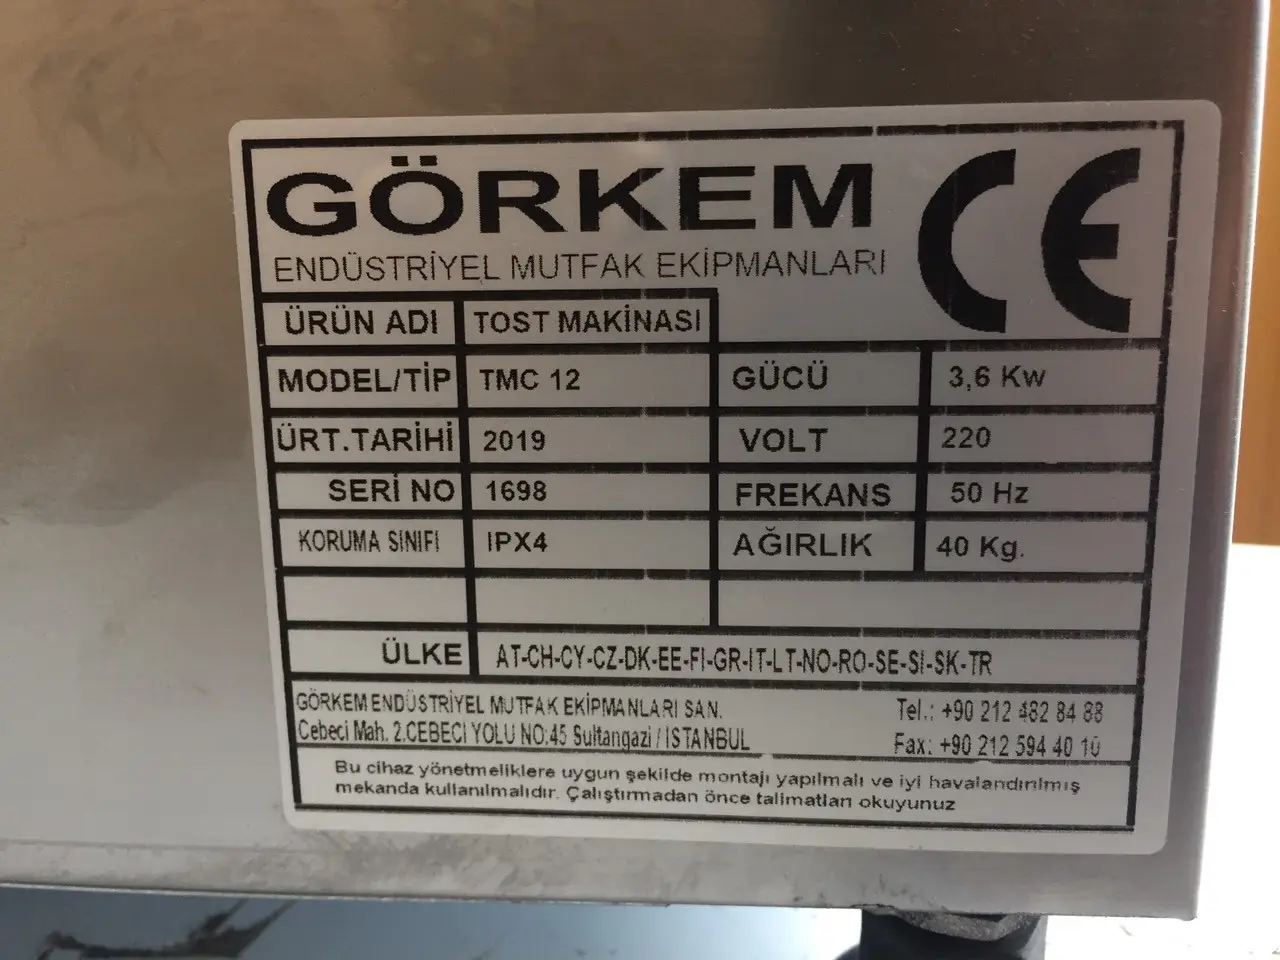 GÖRKEM
CE
ENDÜSTRİYEL MUTFAK EKİPMANLARI
ÜRÜN ADI TOST MAKİNASI
MODEL/TİP TMC 12 GÜCÜ 3,6 Kw
ÜRT.TARİHİ 2019 VOLT 220
SERİ NO 1698 FREKANS 50 Hz
KORUMA SINIFI IPX4 AĞIRLIK 40 Kg.
ÜLKE AT-CH-CY-CZ-DK-EE-FI-GR-IT-LT-NO-RO-SE-SI-SK-TR
GÖRKEM ENDÜSTRİYEL MUTFAK EKİPMANLARI SAN. Tel.: +90 212 482 84 88
Cebeci Mah. 2.CEBECİ YOLU NO:45 Sultangazi / İSTANBUL Fax: +90 212 594 40 10
Bu cihaz yönetmeliklere uygun şekilde montajı yapılmalı ve iyi havalandırılmış
mekanda kullanılmalıdır. Çalıştırmadan önce talimatları okuyunuz